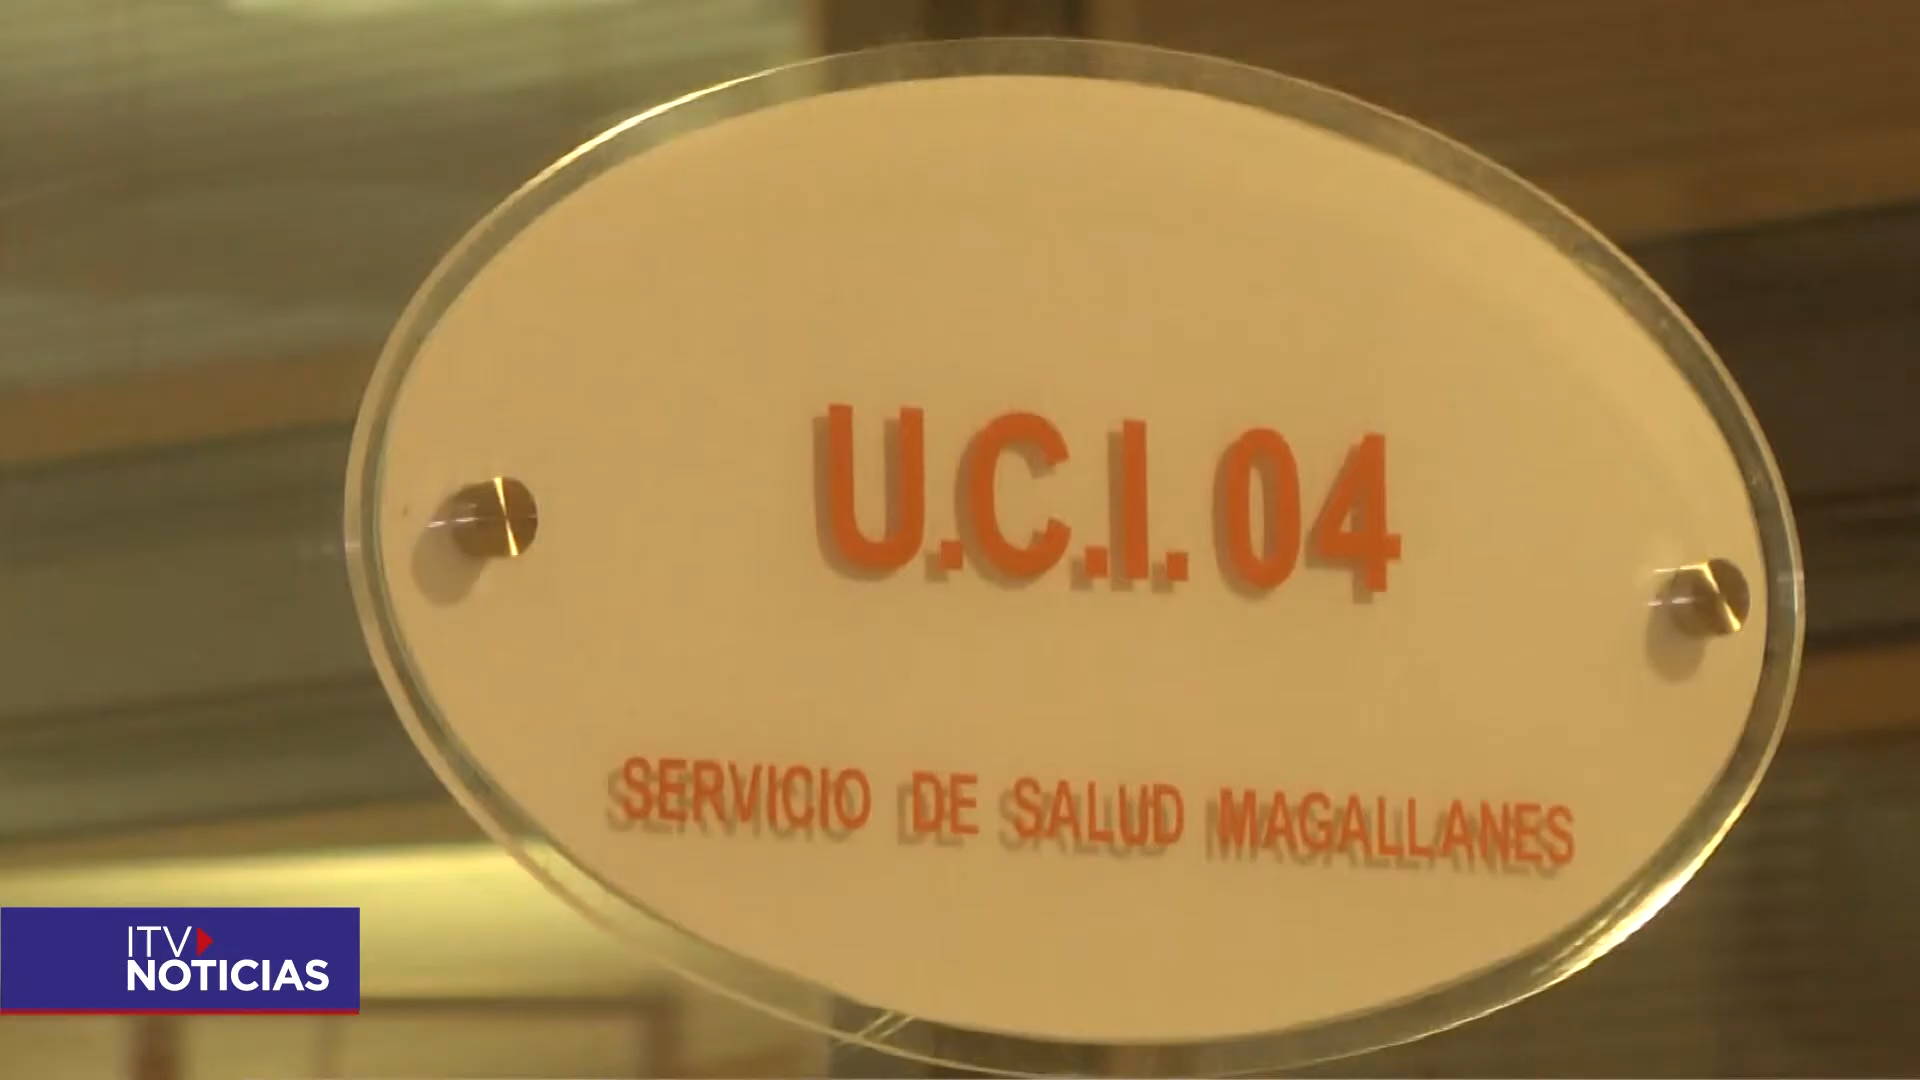 U.C.I. 04
SERVICIO DE SALUD MAGALLANES
ITV
NOTICIAS